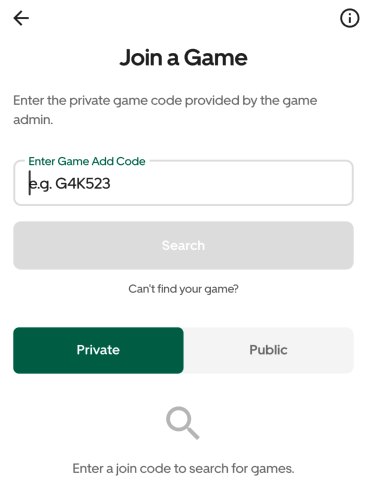 Join a Game
Enter the private game code provided by the game
admin.
Enter Game Add Code
e.g. G4K523
Search
Can't find your game?
Private
Public
Enter a join code to search for games.